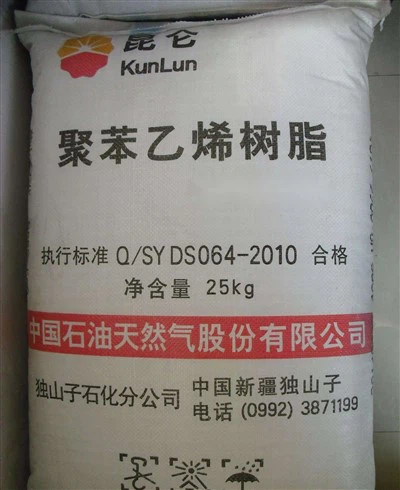 昆仑
KunLun
聚苯乙烯树脂
执行标准 Q/SY DS064-2010 合格
净含量 25kg
中国石油天然气股份有限公司
独山子石化分公司
中国新疆独山子
电话 (0992) 3871199